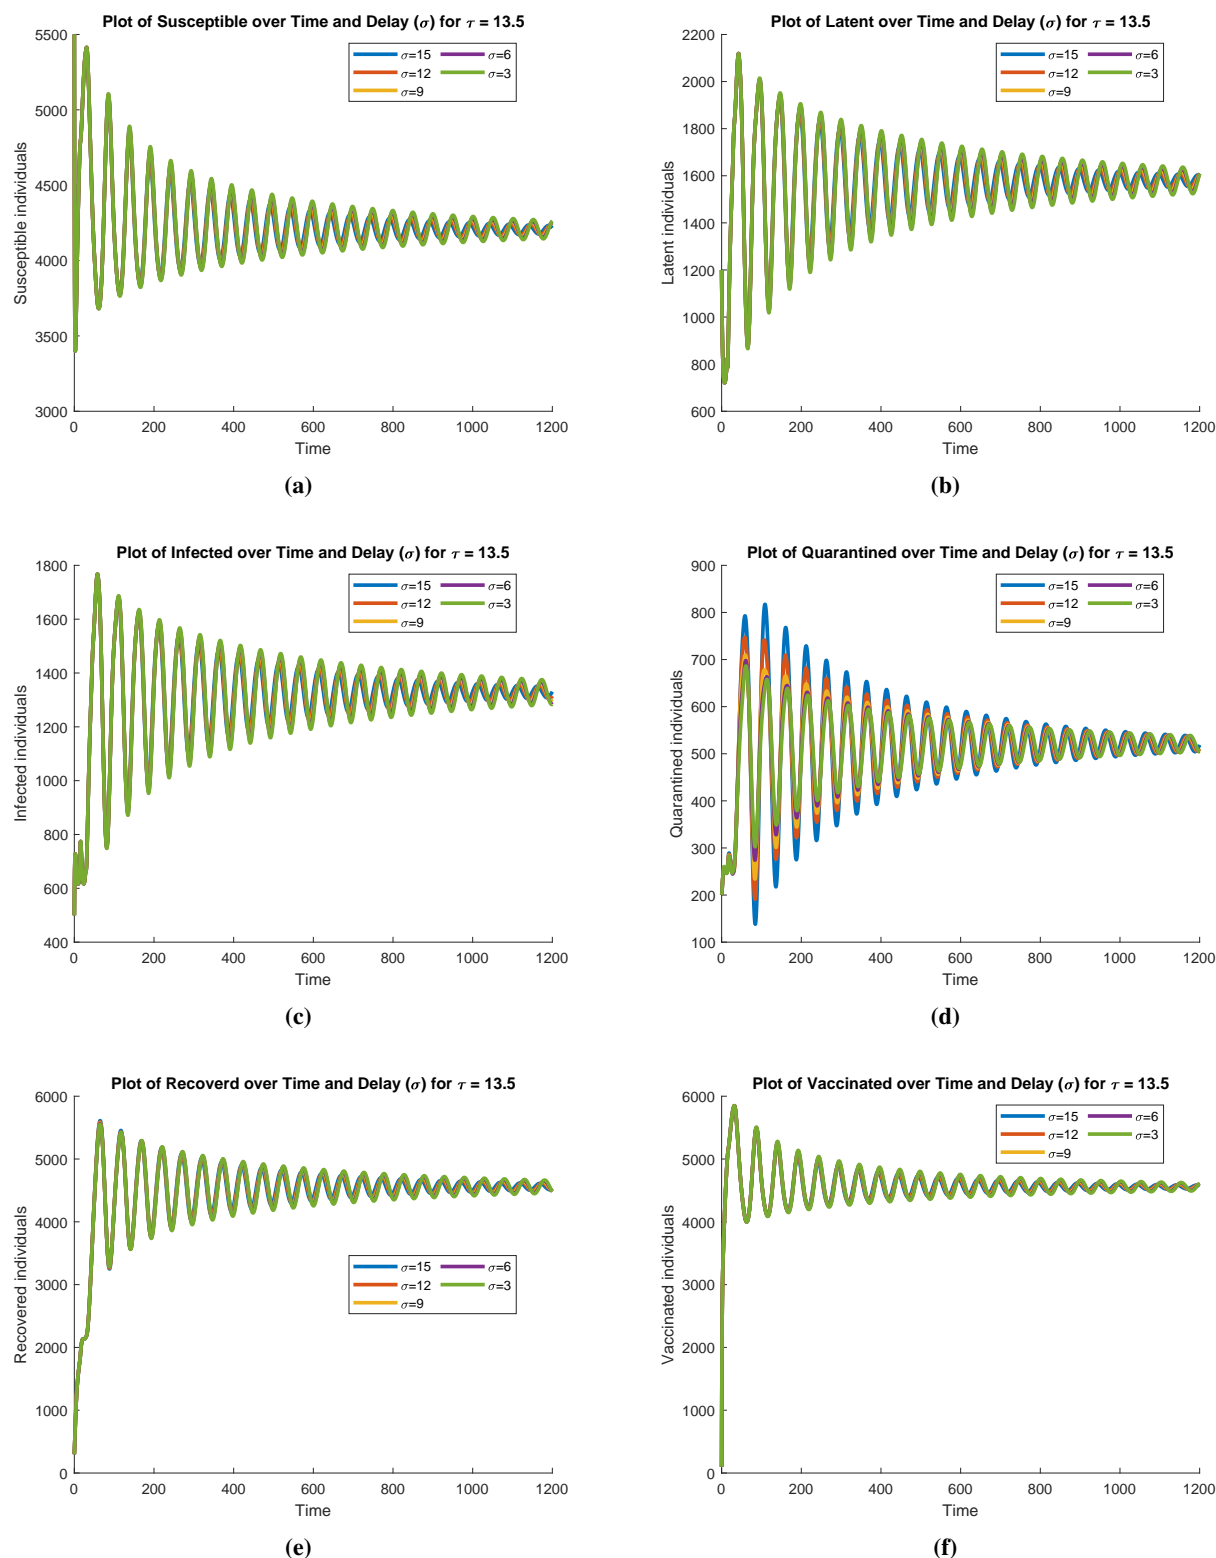 Plot of Susceptible over Time and Delay (σ) for τ = 13.5
5500
5000
4500
4000
3500
3000
Susceptible individuals
σ=15 σ=6
σ=12 σ=3
σ=9
0 200 400 600 800 1000 1200
Time
(a)
Plot of Latent over Time and Delay (σ) for τ = 13.5
2200
2000
1800
1600
1400
1200
1000
800
600
Latent individuals
σ=15 σ=6
σ=12 σ=3
σ=9
0 200 400 600 800 1000 1200
Time
(b)
Plot of Infected over Time and Delay (σ) for τ = 13.5
1800
1600
1400
1200
1000
800
600
400
Infected individuals
σ=15 σ=6
σ=12 σ=3
σ=9
0 200 400 600 800 1000 1200
Time
(c)
Plot of Quarantined over Time and Delay (σ) for τ = 13.5
900
800
700
600
500
400
300
200
100
Quarantined individuals
σ=15 σ=6
σ=12 σ=3
σ=9
0 200 400 600 800 1000 1200
Time
(d)
Plot of Recoverd over Time and Delay (σ) for τ = 13.5
6000
5000
4000
3000
2000
1000
0
Recovered individuals
σ=15 σ=6
σ=12 σ=3
σ=9
0 200 400 600 800 1000 1200
Time
(e)
Plot of Vaccinated over Time and Delay (σ) for τ = 13.5
6000
5000
4000
3000
2000
1000
0
Vaccinated individuals
σ=15 σ=6
σ=12 σ=3
σ=9
0 200 400 600 800 1000 1200
Time
(f)